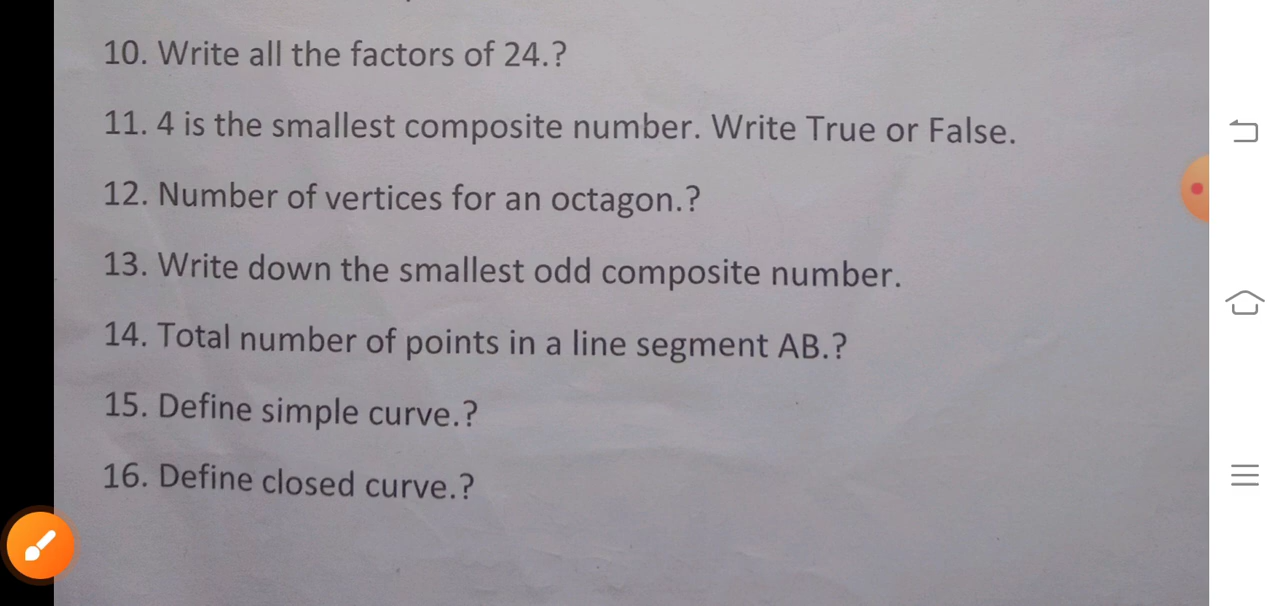 10. Write all the factors of 24.?
11. 4 is the smallest composite number. Write True or False.
12. Number of vertices for an octagon.?
13. Write down the smallest odd composite number.
14. Total number of points in a line segment AB.?
15. Define simple curve.?
16. Define closed curve.?